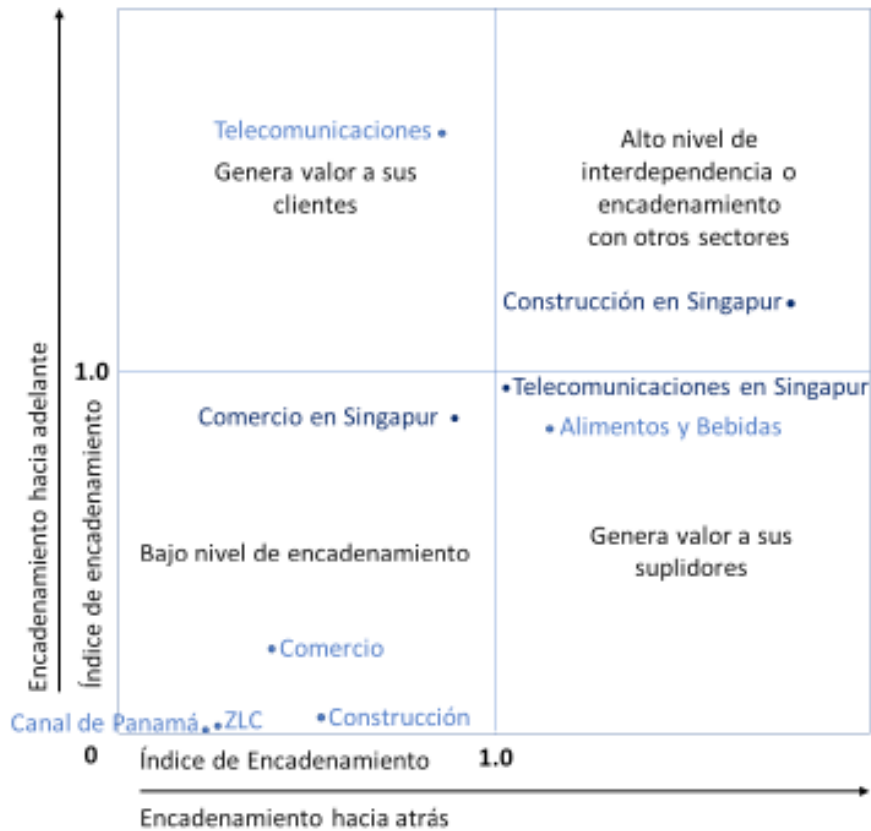 Telecomunicaciones
Genera valor a sus
clientes
Alto nivel de
interdependencia o
encadenamiento
con otros sectores
Construcción en Singapur
1.0
Telecomunicaciones en Singapur
Comercio en Singapur
Alimentos y Bebidas
Bajo nivel de encadenamiento
Genera valor a sus
suplidores
Comercio
Canal de Panamá
ZLC
Construcción
Encadenamiento hacia adelante
Índice de encadenamiento
0
Índice de Encadenamiento
1.0
Encadenamiento hacia atrás